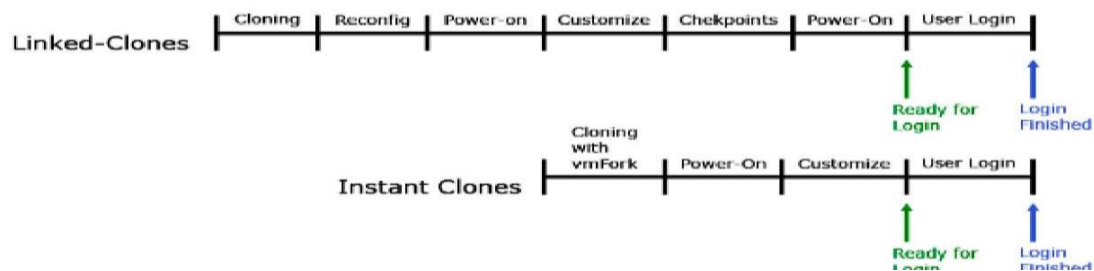 Cloning Reconfig Power-on Customize Chekpoints Power-On User Login
Linked-Clones
Ready for Login
Login Finished
Cloning with vmFork Power-On Customize User Login
Instant Clones
Ready for Login
Login Finished